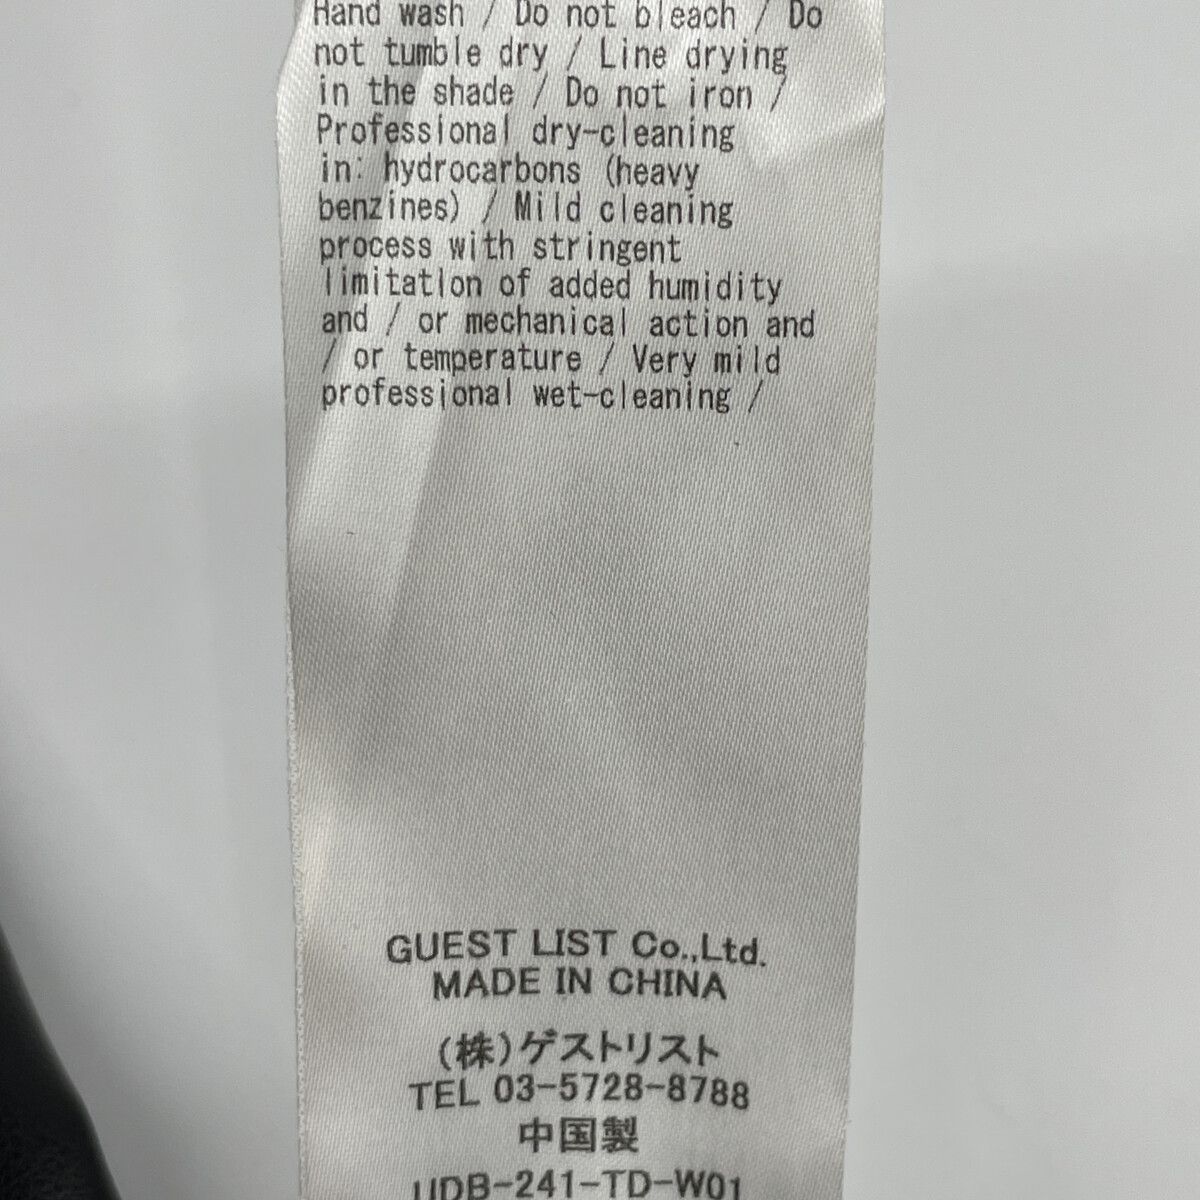 Hand wash / Do not bleach / Do
not tumble dry / Line drying
in the shade / Do not iron /
Professional dry-cleaning
in: hydrocarbons (heavy
benzines) / Mild cleaning
process with stringent
limitation of added humidity
and / or mechanical action and
/ or temperature / Very mild
professional wet-cleaning /
GUEST LIST Co.,Ltd.
MADE IN CHINA
(株)ゲストリスト
TEL 03-5728-8788
中国製
UDB-241-TD-W01